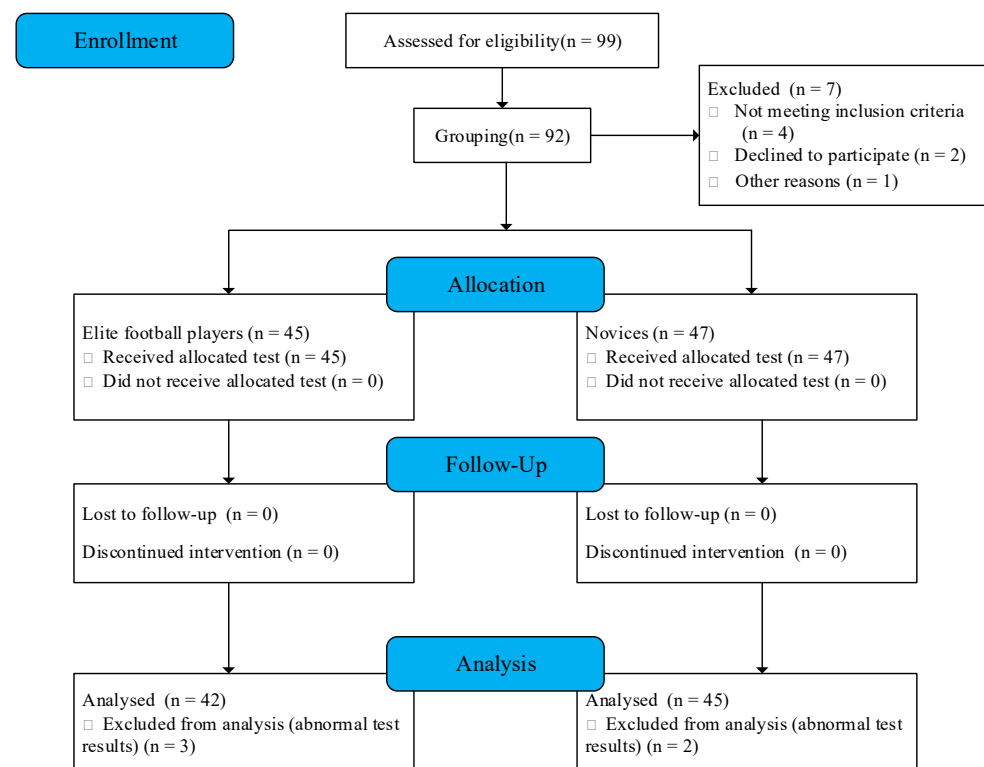 Enrollment
Assessed for eligibility(n = 99)
Excluded (n = 7)
□ Not meeting inclusion criteria
(n = 4)
□ Declined to participate (n = 2)
□ Other reasons (n = 1)
Grouping(n = 92)
Allocation
Elite football players (n = 45)
□ Received allocated test (n = 45)
□ Did not receive allocated test (n = 0)
Novices (n = 47)
□ Received allocated test (n = 47)
□ Did not receive allocated test (n = 0)
Follow-Up
Lost to follow-up (n = 0)
Discontinued intervention (n = 0)
Lost to follow-up (n = 0)
Discontinued intervention (n = 0)
Analysis
Analysed (n = 42)
□ Excluded from analysis (abnormal test
results) (n = 3)
Analysed (n = 45)
□ Excluded from analysis (abnormal test
results) (n = 2)